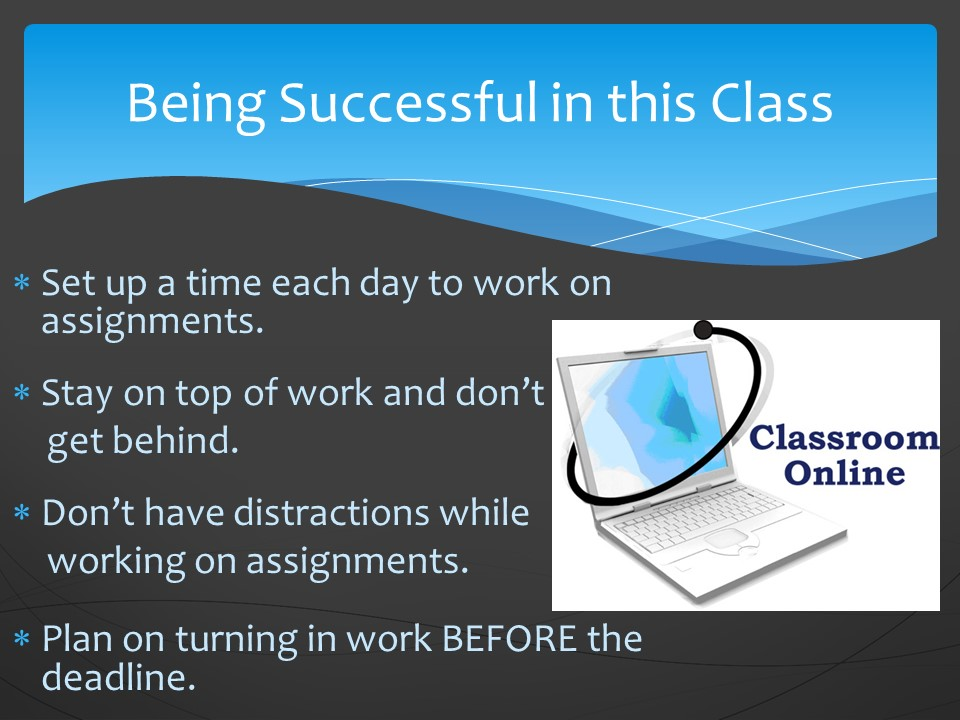 Being Successful in this Class
∗ Set up a time each day to work on
assignments.
∗ Stay on top of work and don’t
get behind.
∗ Don’t have distractions while
working on assignments.
∗ Plan on turning in work BEFORE the
deadline.
Classroom
Online